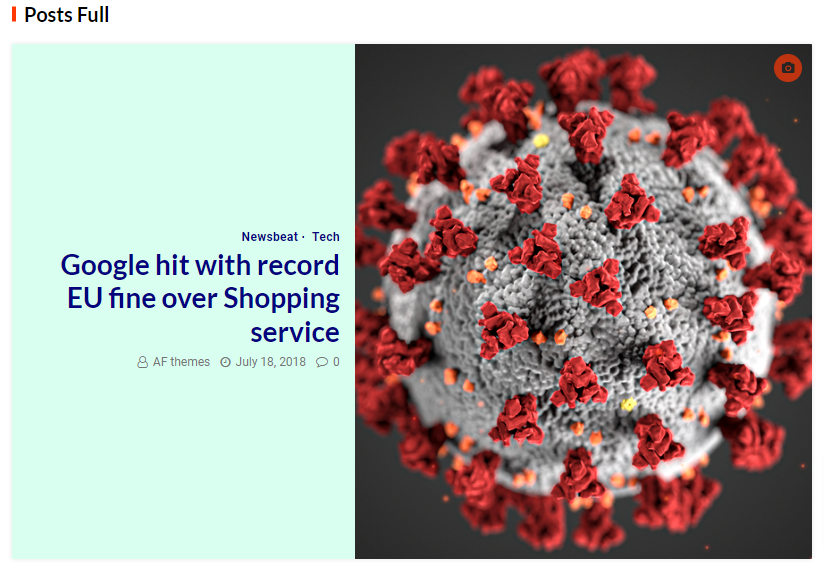 Posts Full
Newsbeat · Tech
Google hit with record
EU fine over Shopping
service
AF themes July 18, 2018 0